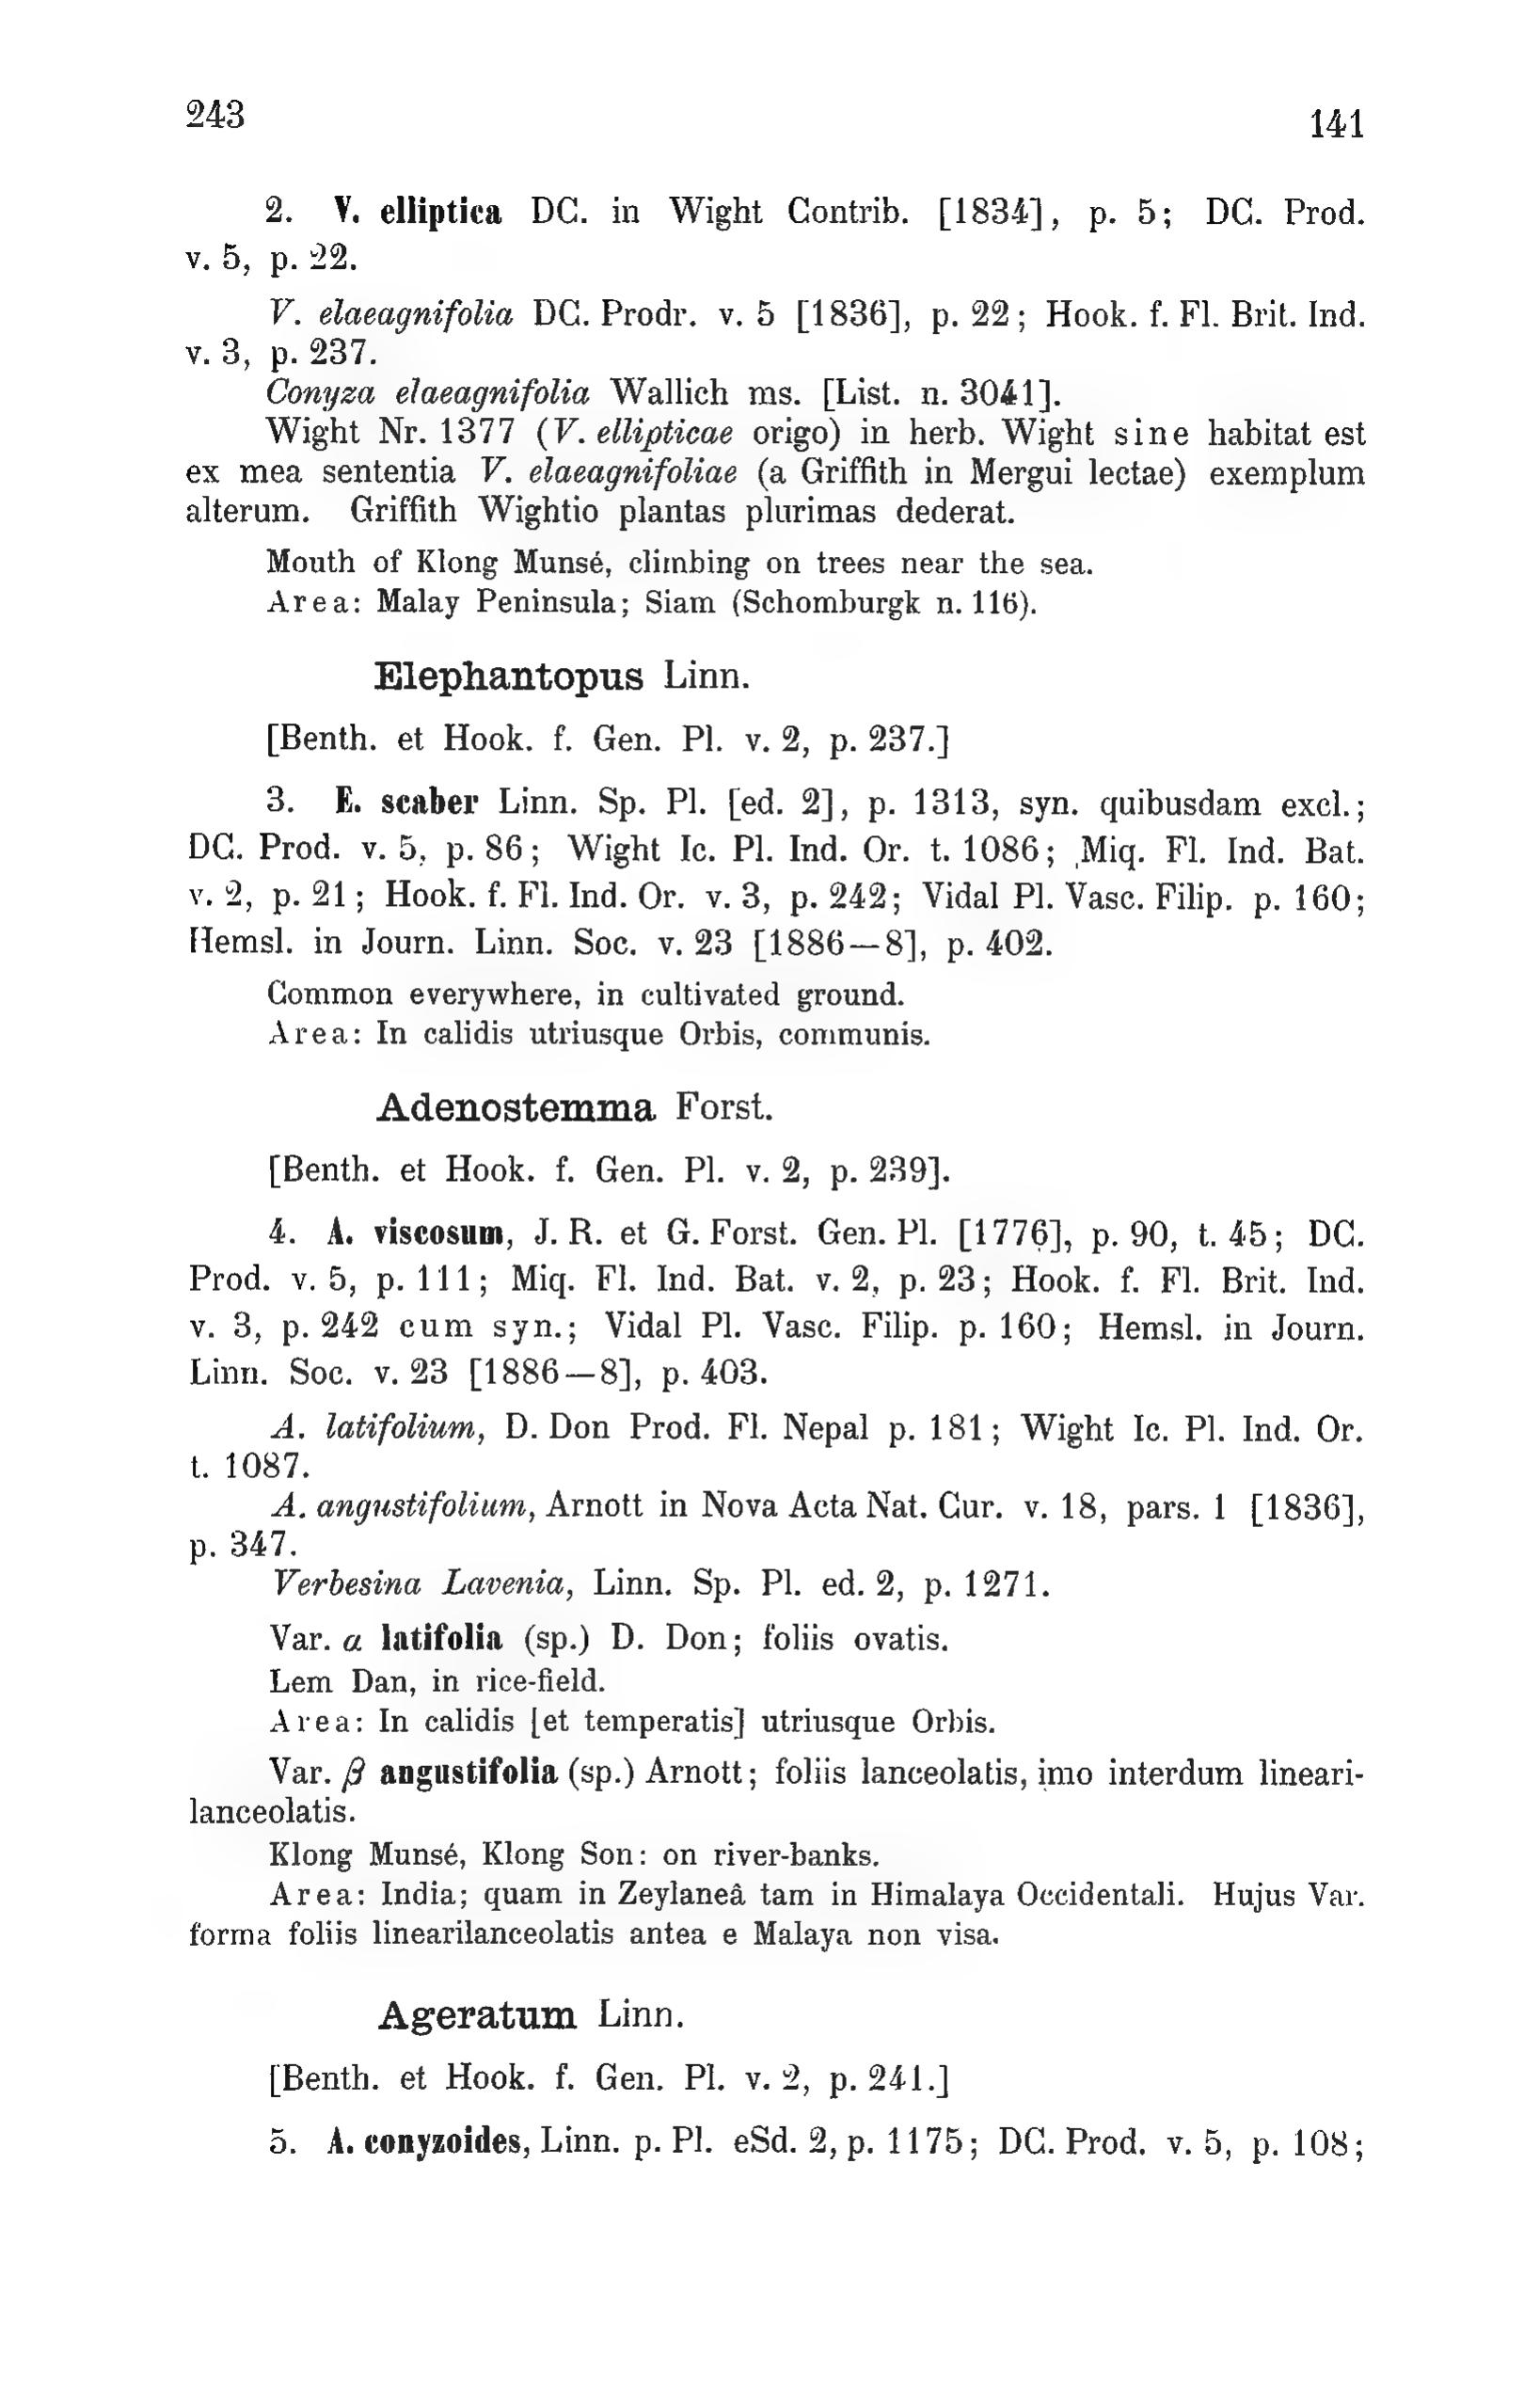 243 141
2. V. elliptica DC. in Wight Contrib. [1834], p. 5; DC. Prod.
v. 5, p. 22.
V. elaeagnifolia DC. Prodr. v. 5 [1836], p. 22; Hook. f. Fl. Brit. Ind.
v. 3, p. 237.
Conyza elaeagnifolia Wallich ms. [List. n. 3041].
Wight Nr. 1377 (V. ellipticae origo) in herb. Wight sine habitat est
ex mea sententia V. elaeagnifoliae (a Griffith in Mergui lectae) exemplum
alterum. Griffith Wightio plantas plurimas dederat.
Mouth of Klong Munsé, climbing on trees near the sea.
Area: Malay Peninsula; Siam (Schomburgk n. 116).
Elephantopus Linn.
[Benth. et Hook. f. Gen. Pl. v. 2, p. 237.]
3. E. scaber Linn. Sp. Pl. [ed. 2], p. 1313, syn. quibusdam excl.;
DC. Prod. v. 5, p. 86; Wight Ic. Pl. Ind. Or. t. 1086; Miq. Fl. Ind. Bat.
v. 2, p. 21; Hook. f. Fl. Ind. Or. v. 3, p. 242; Vidal Pl. Vasc. Filip. p. 160;
Hemsl. in Journ. Linn. Soc. v. 23 [1886—8], p. 402.
Common everywhere, in cultivated ground.
Area: In calidis utriusque Orbis, communis.
Adenostemma Forst.
[Benth. et Hook. f. Gen. Pl. v. 2, p. 239].
4. A. viscosum, J. R. et G. Forst. Gen. Pl. [1776], p. 90, t. 45; DC.
Prod. v. 5, p. 111; Miq. Fl. Ind. Bat. v. 2, p. 23; Hook. f. Fl. Brit. Ind.
v. 3, p. 242 cum syn.; Vidal Pl. Vasc. Filip. p. 160; Hemsl. in Journ.
Linn. Soc. v. 23 [1886—8], p. 403.
A. latifolium, D. Don Prod. Fl. Nepal p. 181; Wight Ic. Pl. Ind. Or.
t. 1087.
A. angustifolium, Arnott in Nova Acta Nat. Cur. v. 18, pars. 1 [1836],
p. 347.
Verbesina Lavenia, Linn. Sp. Pl. ed. 2, p. 1271.
Var. α latifolia (sp.) D. Don; foliis ovatis.
Lem Dan, in rice-field.
Area: In calidis [et temperatis] utriusque Orbis.
Var. β angustifolia (sp.) Arnott; foliis lanceolatis, imo interdum lineari-
lanceolatis.
Klong Munsé, Klong Son: on river-banks.
Area: India; quam in Zeylaneâ tam in Himalaya Occidentali. Hujus Var.
forma foliis linearilanceolatis antea e Malaya non visa.
Ageratum Linn.
[Benth. et Hook. f. Gen. Pl. v. 2, p. 241.]
5. A. conyzoides, Linn. p. Pl. eSd. 2, p. 1175; DC. Prod. v. 5, p. 108;